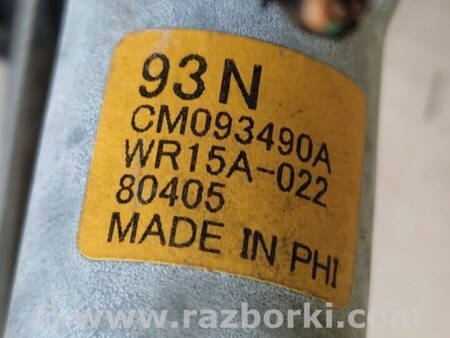 93N
CM093490A
WR15A-022
80405
MADE IN PHI
www.razborki.com